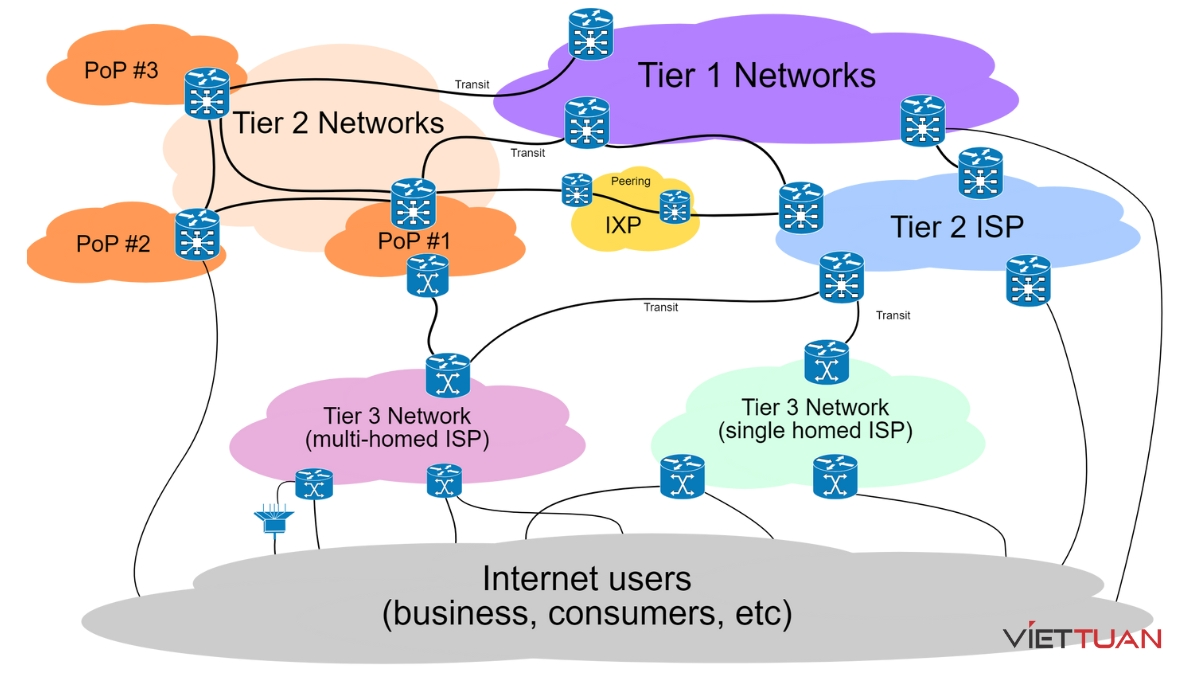 PoP #3
Transit
Tier 1 Networks
Tier 2 Networks
Transit
Peering
IXP
PoP #2
PoP #1
Tier 2 ISP
Transit
Transit
Tier 3 Network
(multi-homed ISP)
Tier 3 Network
(single homed ISP)
Internet users
(business, consumers, etc)
VIETTUAN